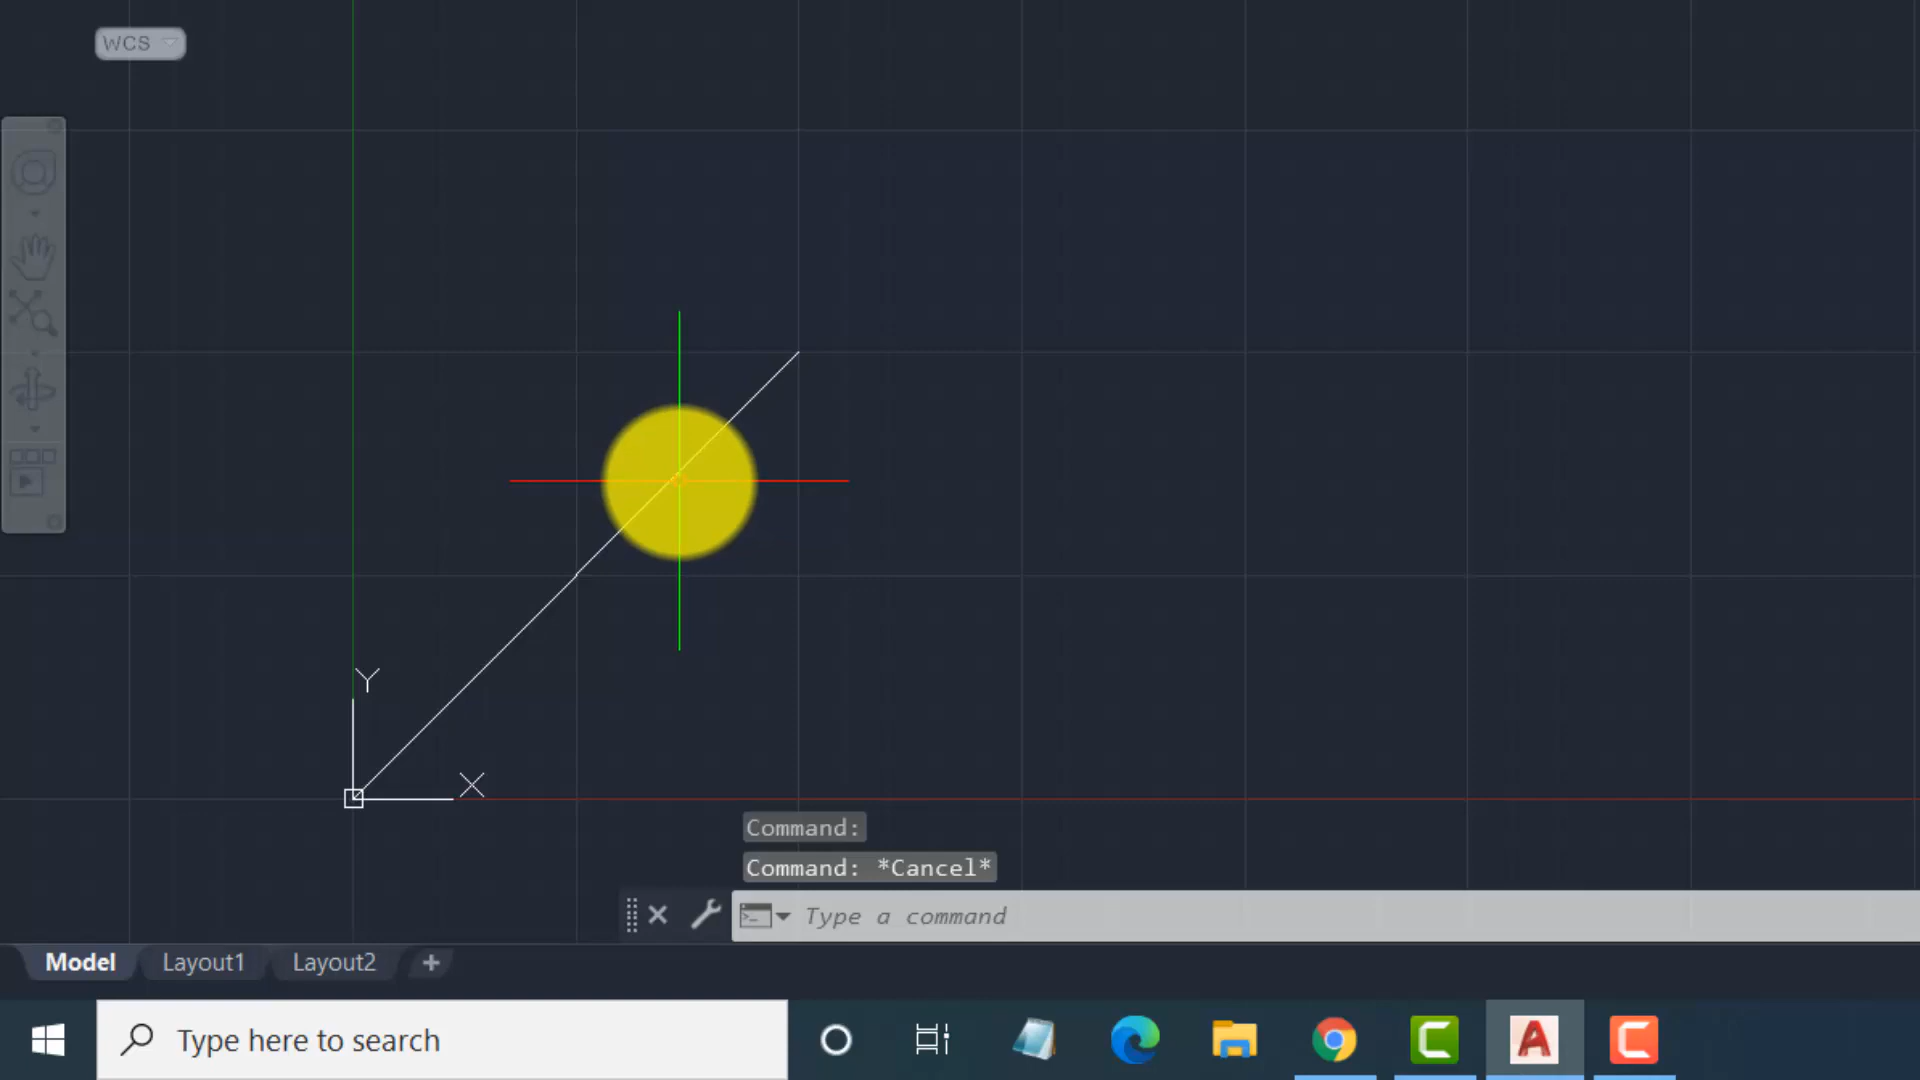 WCS
Y
X
Command:
Command: *Cancel*
Type a command
Model
Layout1
Layout2
+
Type here to search